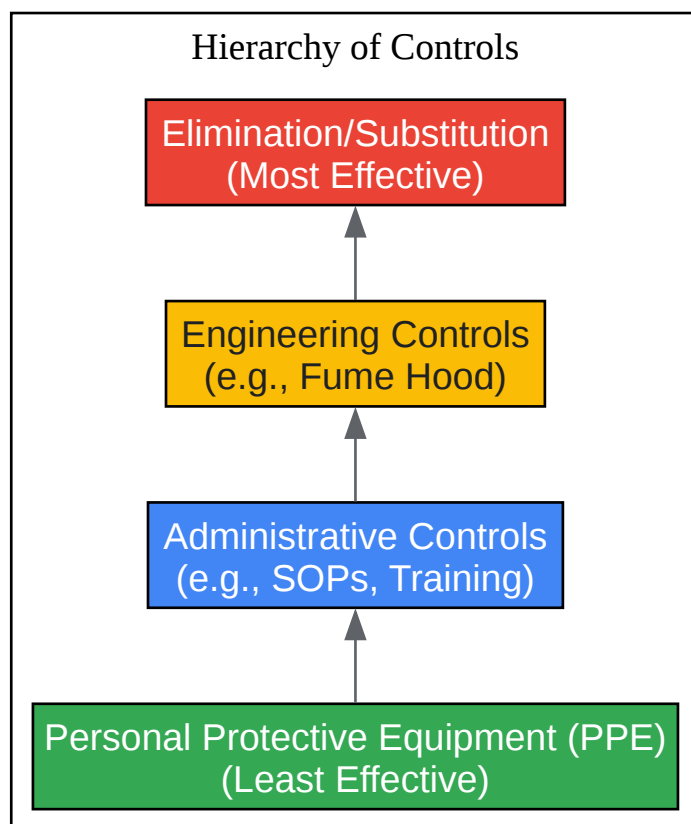 Hierarchy of Controls
Elimination/Substitution
(Most Effective)
Engineering Controls
(e.g., Fume Hood)
Administrative Controls
(e.g., SOPs, Training)
Personal Protective Equipment (PPE)
(Least Effective)